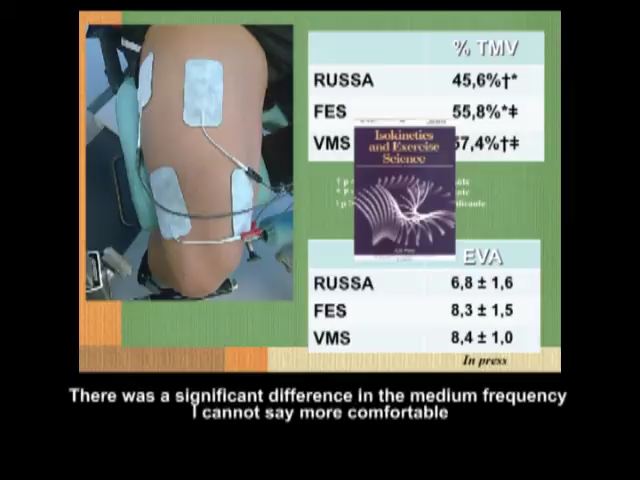 % TMV
RUSSA 45,6%†*
FES 55,8%*ǂ
VMS 57,4%†ǂ
Isokinetics
and Exercise
Science
EVA
RUSSA 6,8 ± 1,6
FES 8,3 ± 1,5
VMS 8,4 ± 1,0
In press
There was a significant difference in the medium frequency
I cannot say more comfortable